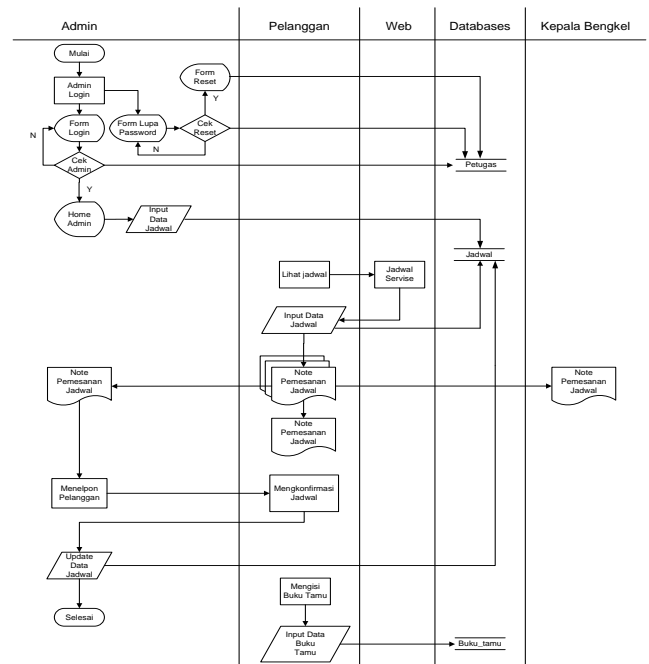 Admin
Pelanggan
Web
Databases
Kepala Bengkel
Mulai
Admin
Login
Form
Reset
Y
Form
Login
Form Lupa
Password
Cek
Reset
N
N
Cek
Admin
Petugas
Y
Home
Admin
Input
Data
Jadwal
Jadwal
Lihat jadwal
Jadwal
Servise
Input Data
Jadwal
Note
Pemesanan
Jadwal
Note
Pemesanan
Jadwal
Note
Pemesanan
Jadwal
Note
Pemesanan
Jadwal
Menelpon
Pelanggan
Mengkonfirmasi
Jadwal
Update
Data
Jadwal
Mengisi
Buku Tamu
Selesai
Input Data
Buku
Tamu
Buku_tamu